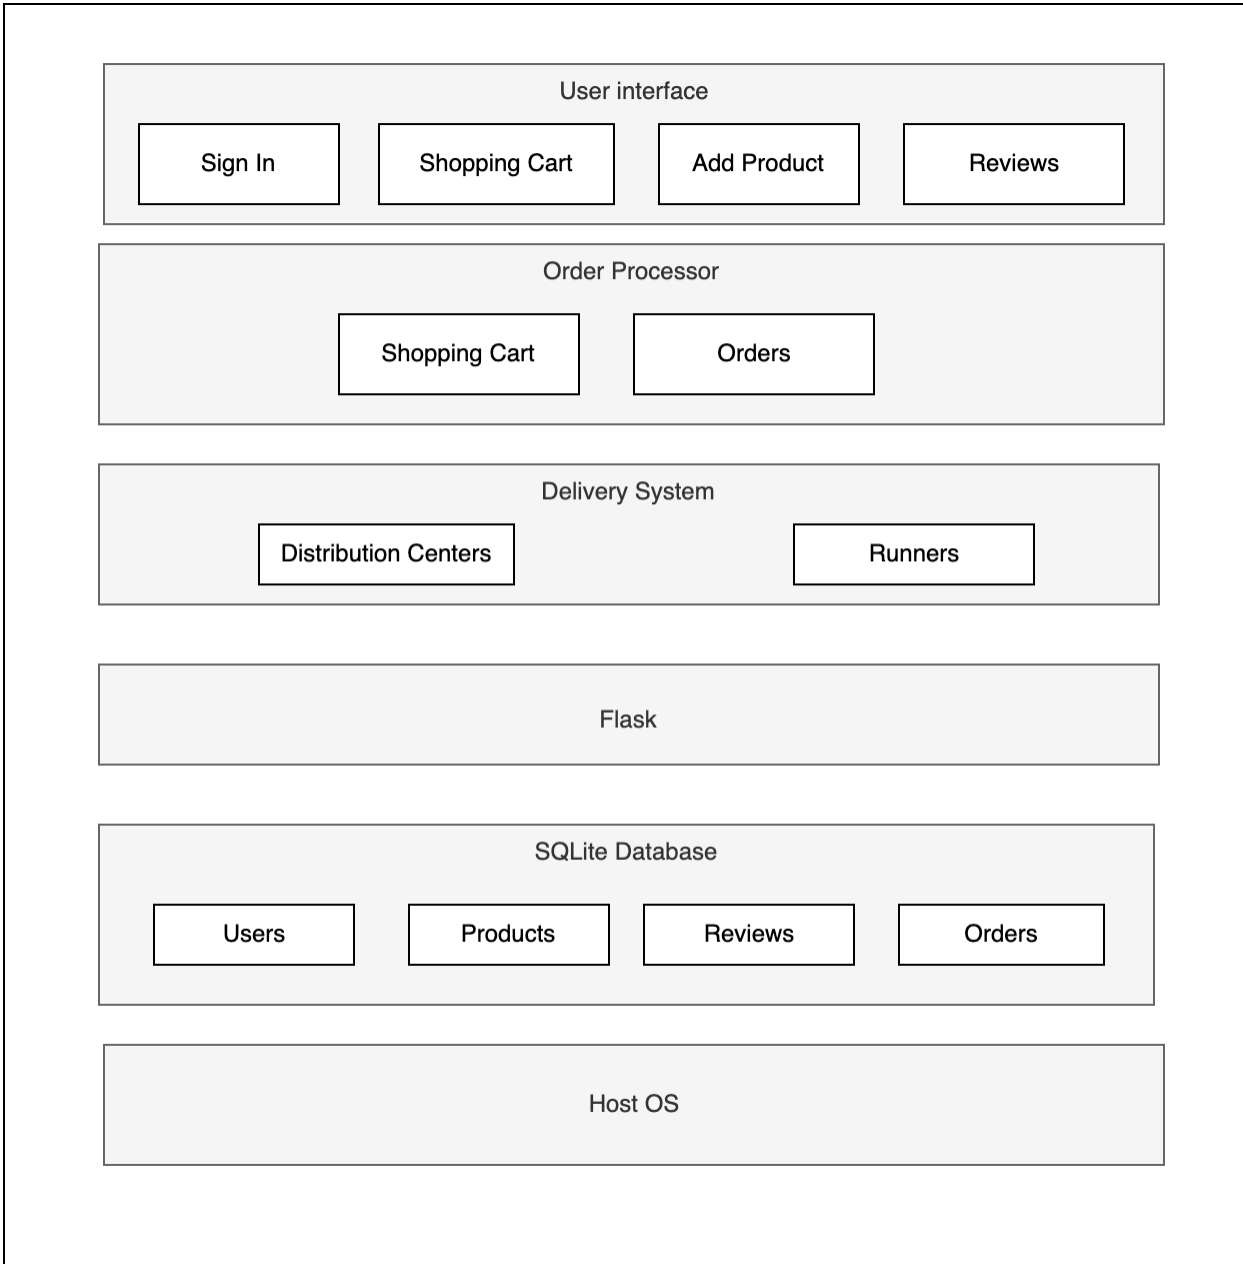 User interface
Sign In
Shopping Cart
Add Product
Reviews
Order Processor
Shopping Cart
Orders
Delivery System
Distribution Centers
Runners
Flask
SQLite Database
Users
Products
Reviews
Orders
Host OS